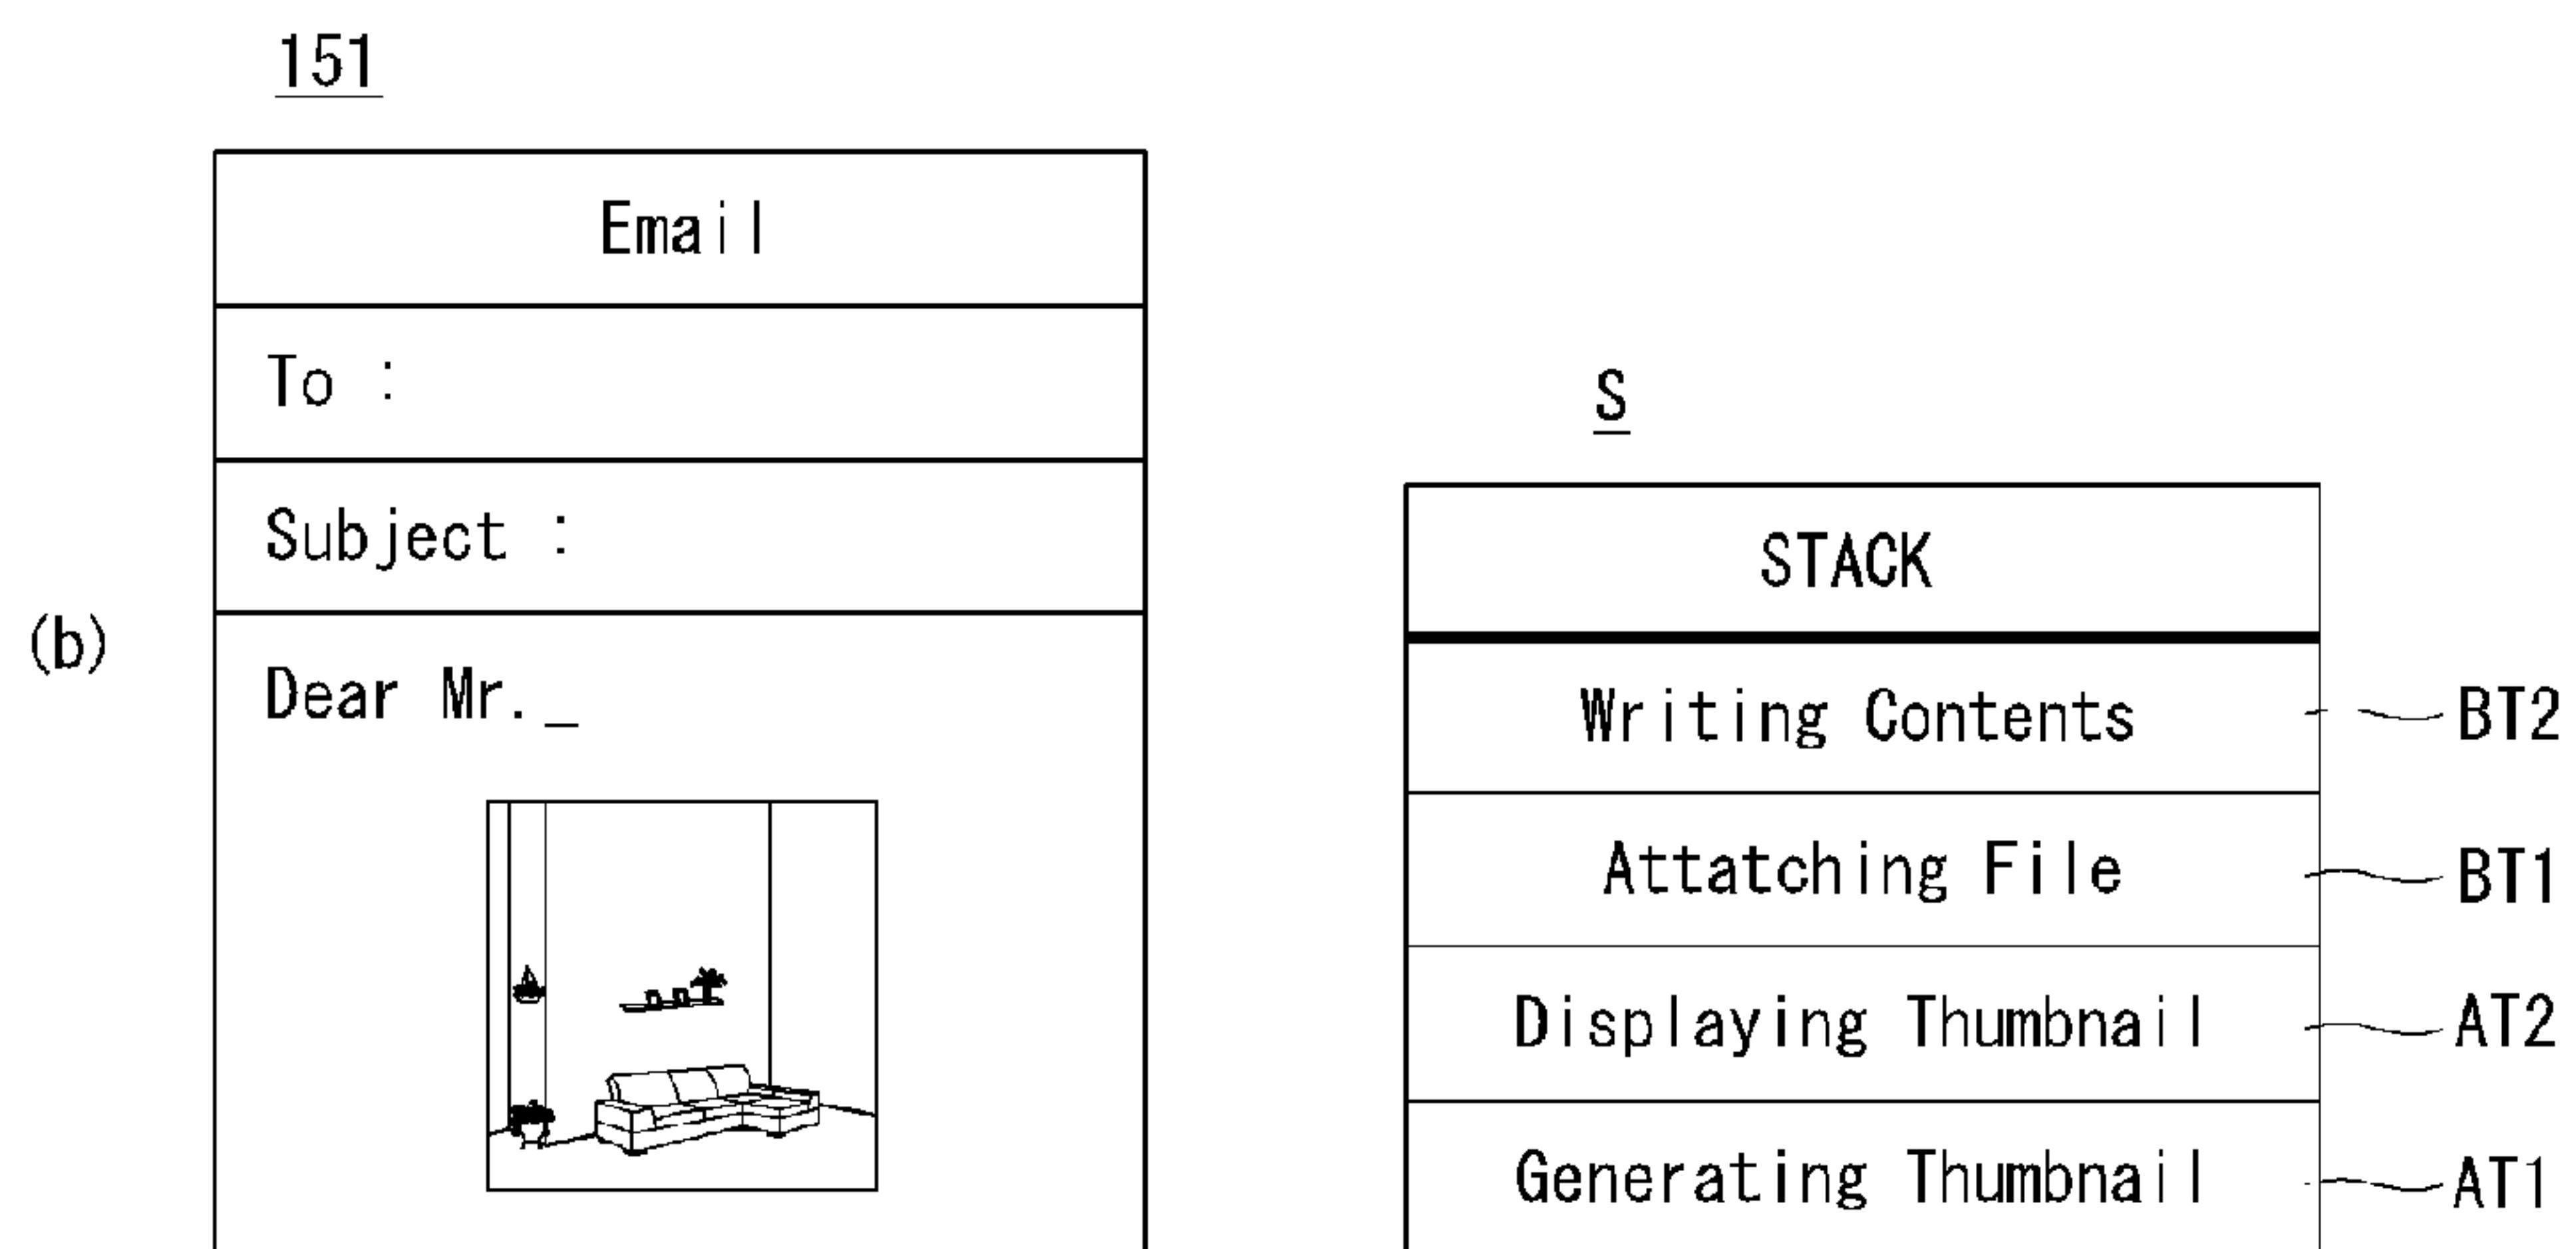 151
Email
To :
Subject :
(b)
Dear Mr._
S
STACK
Writing Contents BT2
Attatching File BT1
Displaying Thumbnail AT2
Generating Thumbnail AT1